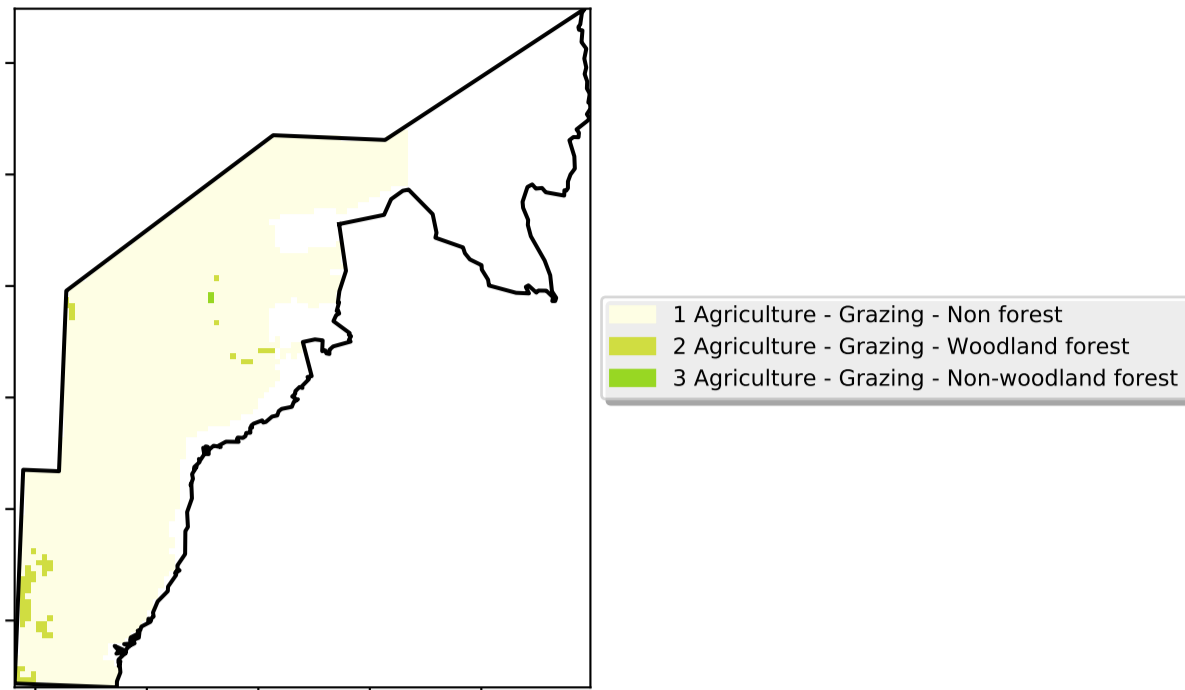 1 Agriculture - Grazing - Non forest
2 Agriculture - Grazing - Woodland forest
3 Agriculture - Grazing - Non-woodland forest